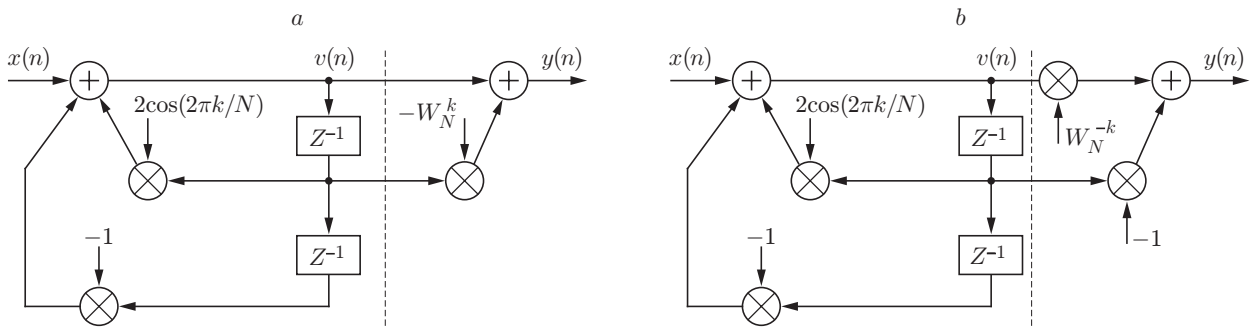 a
x(n)
v(n)
y(n)
+
+
2cos(2πk/N)
−W_N^k
Z⁻¹
−1
Z⁻¹
b
x(n)
v(n)
y(n)
+
+
2cos(2πk/N)
W_N^{-k}
Z⁻¹
−1
Z⁻¹
−1